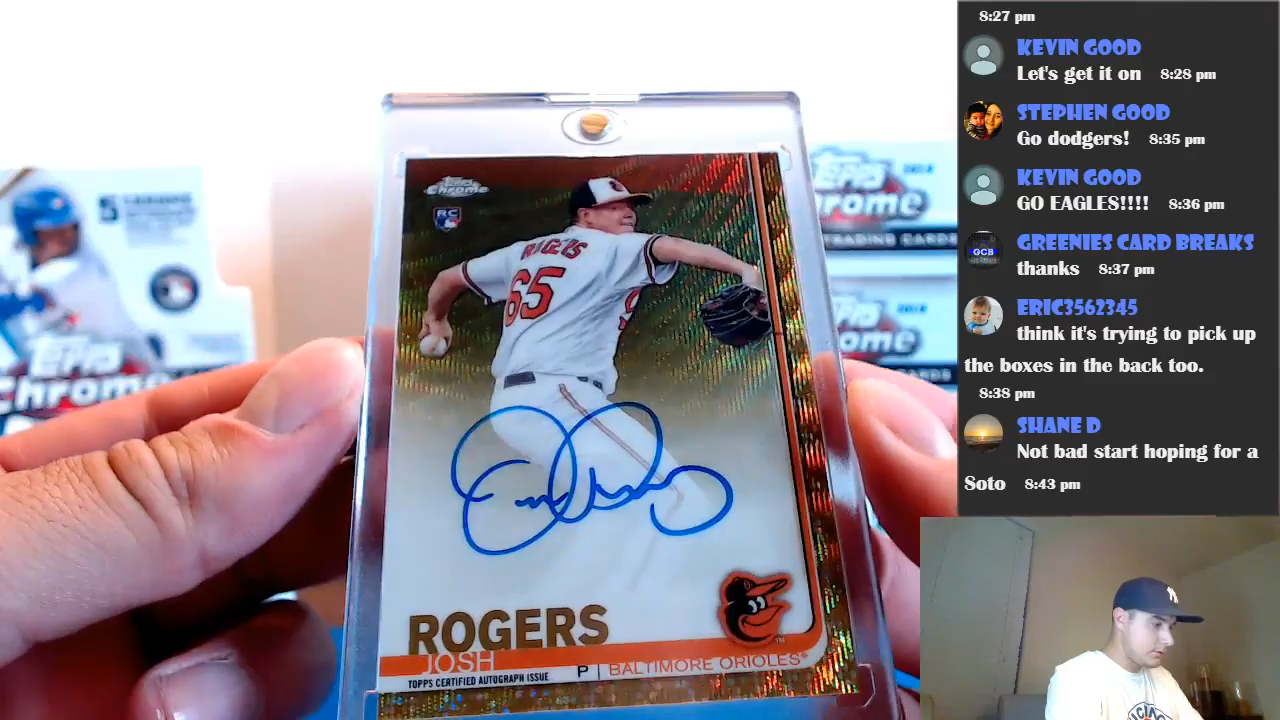 8:27 pm
KEVIN GOOD
Let's get it on 8:28 pm
STEPHEN GOOD
Go dodgers! 8:35 pm
KEVIN GOOD
GO EAGLES!!!! 8:36 pm
GREENIES CARD BREAKS
GCB
thanks 8:37 pm
ERIC3562345
think it's trying to pick up
the boxes in the back too.
8:38 pm
SHANE D
Not bad start hoping for a
Soto 8:43 pm
Topps
Chrome
RC
ROGERS
65
ROGERS
JOSH
P | BALTIMORE ORIOLES
TOPPS CERTIFIED AUTOGRAPH ISSUE
5
Topps
Chrome
Topps
TRADING CARDS
Topps